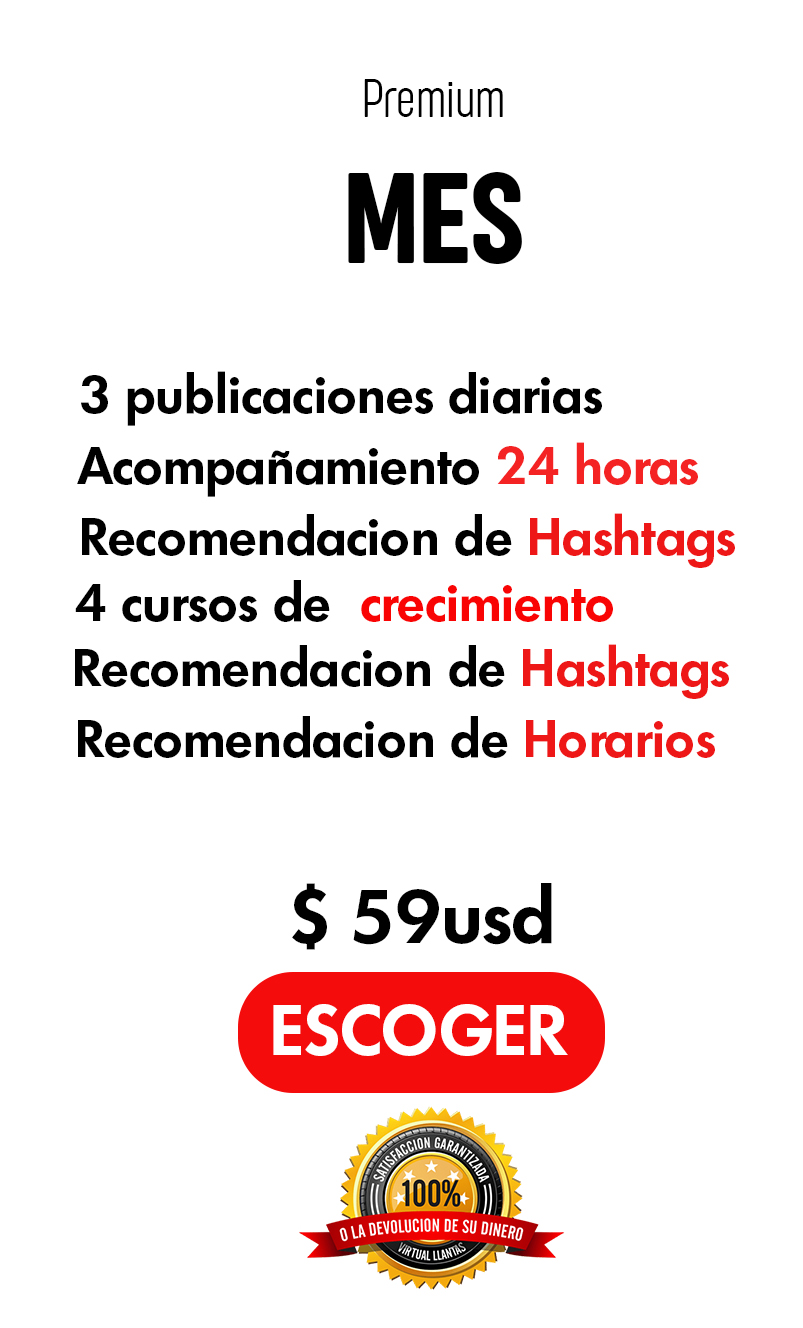 Premium
MES
3 publicaciones diarias
Acompañamiento 24 horas
Recomendacion de Hashtags
4 cursos de crecimiento
Recomendacion de Hashtags
Recomendacion de Horarios
$ 59usd
ESCOGER
SATISFACCION GARANTIZADA
100%
O LA DEVOLUCION DE SU DINERO
VIRTUAL LLANTAS